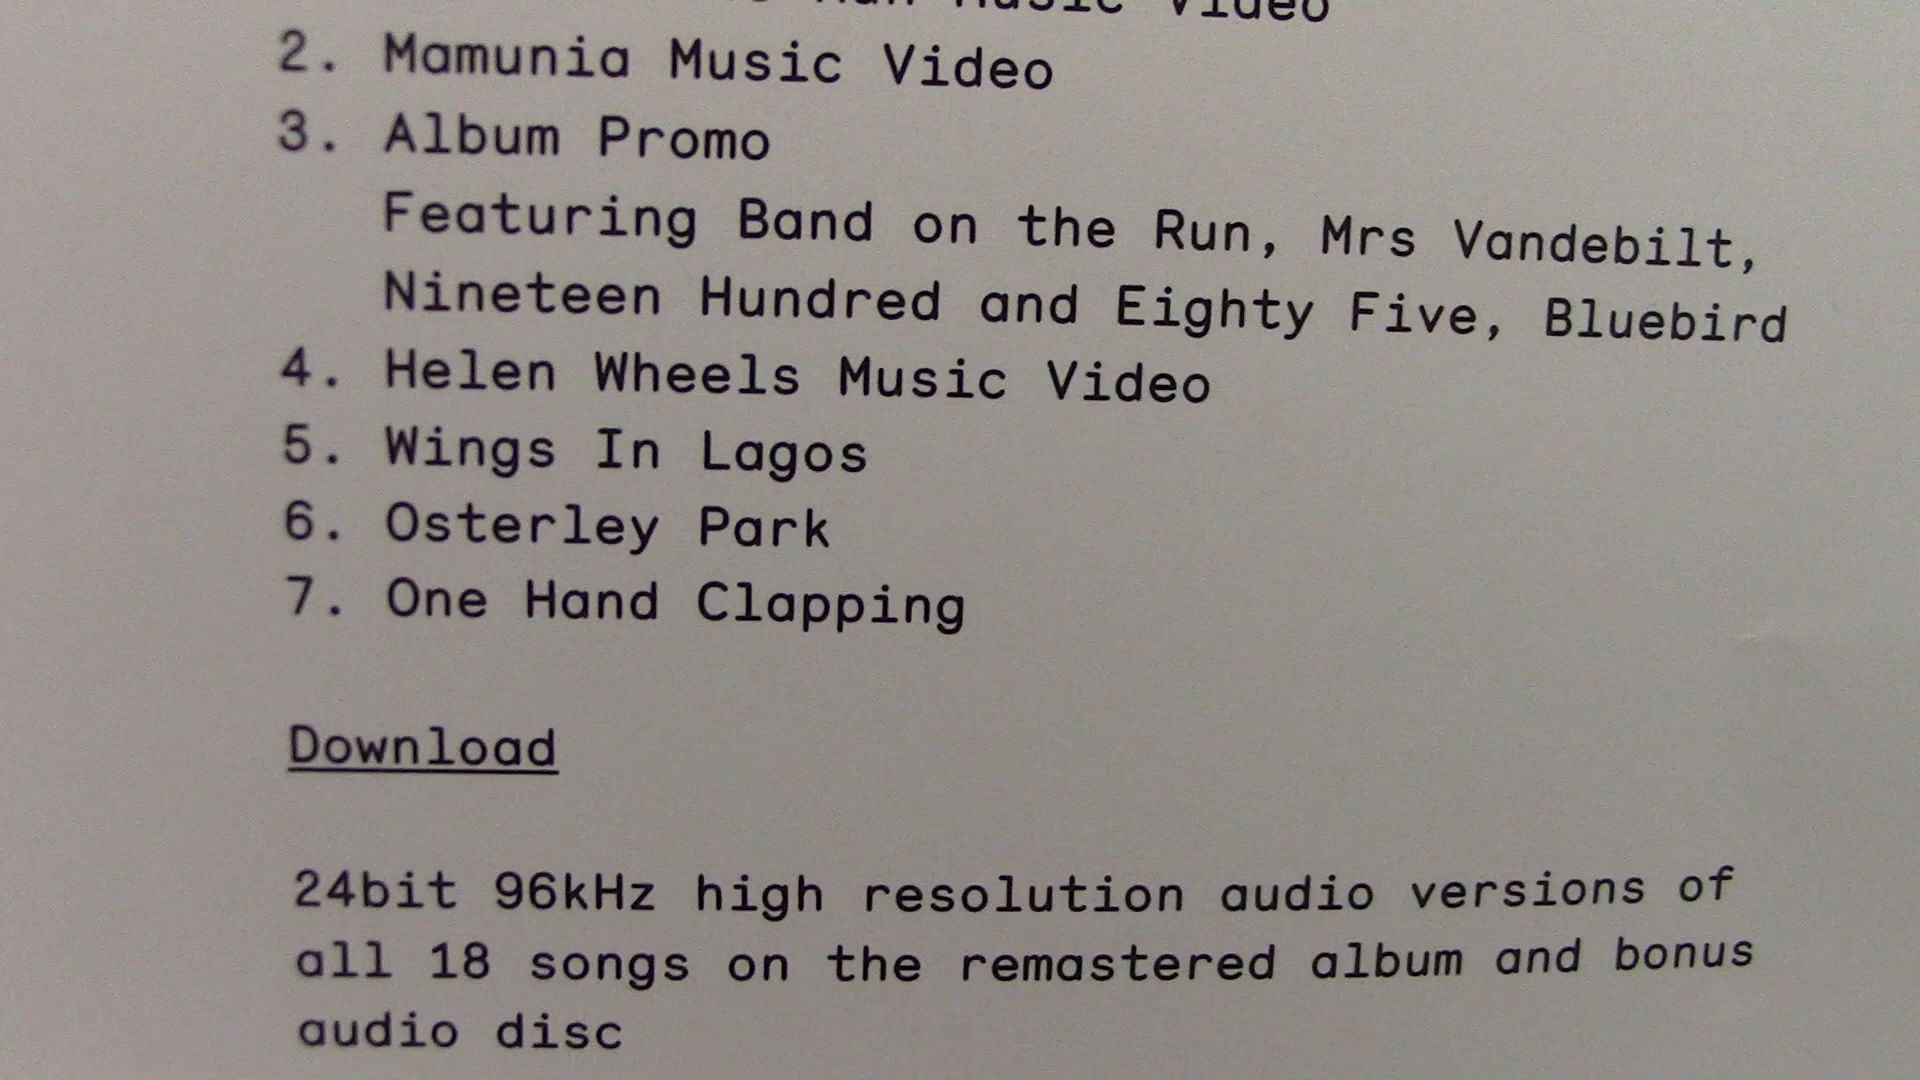 Music Video
2. Mamunia Music Video
3. Album Promo
Featuring Band on the Run, Mrs Vandebilt,
Nineteen Hundred and Eighty Five, Bluebird
4. Helen Wheels Music Video
5. Wings In Lagos
6. Osterley Park
7. One Hand Clapping
Download
24bit 96kHz high resolution audio versions of
all 18 songs on the remastered album and bonus
audio disc